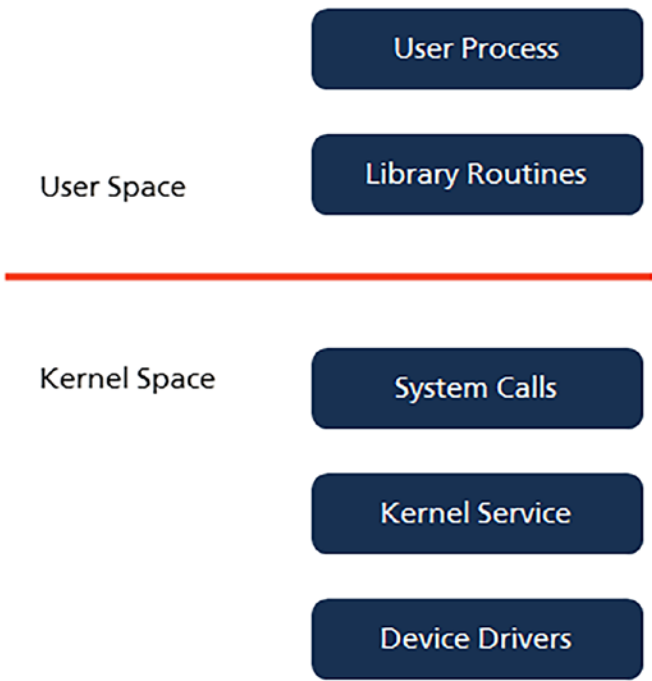 User Process
Library Routines
User Space
Kernel Space
System Calls
Kernel Service
Device Drivers